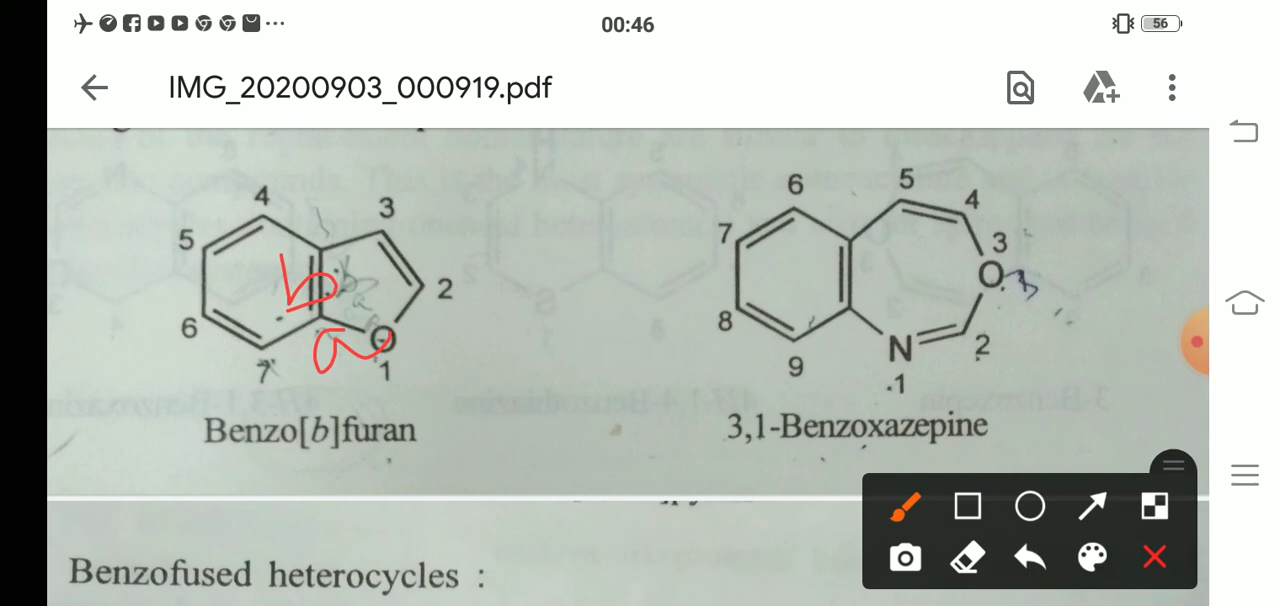 00:46
56
IMG_20200903_000919.pdf
4
3
5
2
6
7
O
1
b
a
Benzo[b]furan
6
5
4
7
3
O
8
N
2
9
1
3,1-Benzoxazepine
Benzofused heterocycles :